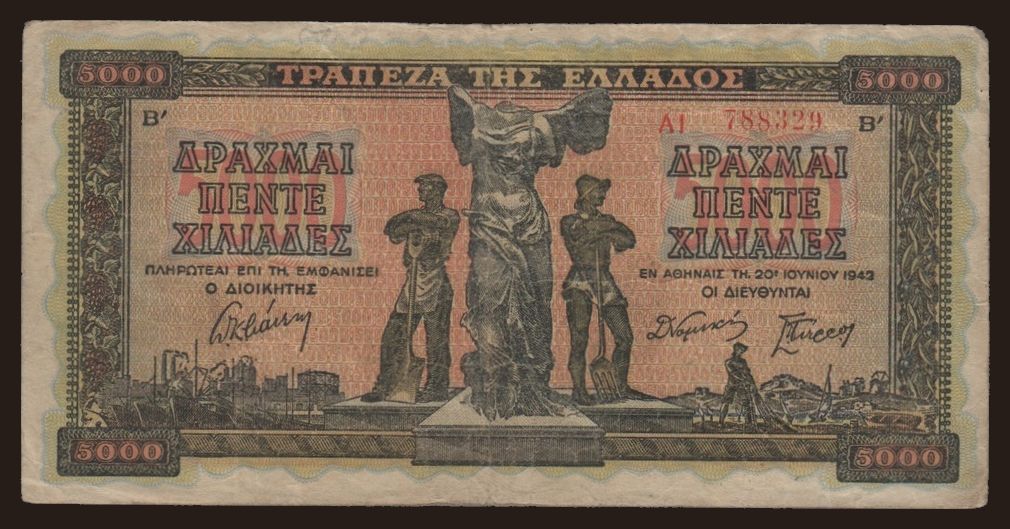 5000 ΤΡΑΠΕΖΑ ΤΗΣ ΕΛΛΑΔΟΣ 5000
Β′ ΑΙ 788329 Β′
ΔΡΑΧΜΑΙ
ΠΕΝΤΕ
ΧΙΛΙΑΔΕΣ
ΠΛΗΡΩΤΕΑΙ ΕΠΙ ΤΗ, ΕΜΦΑΝΙΣΕΙ
Ο ΔΙΟΙΚΗΤΗΣ
ΔΡΑΧΜΑΙ
ΠΕΝΤΕ
ΧΙΛΙΑΔΕΣ
ΕΝ ΑΘΗΝΑΙΣ ΤΗ, 20ῃ ΙΟΥΝΙΟΥ 1942
ΟΙ ΔΙΕΥΘΥΝΤΑΙ
5000 5000